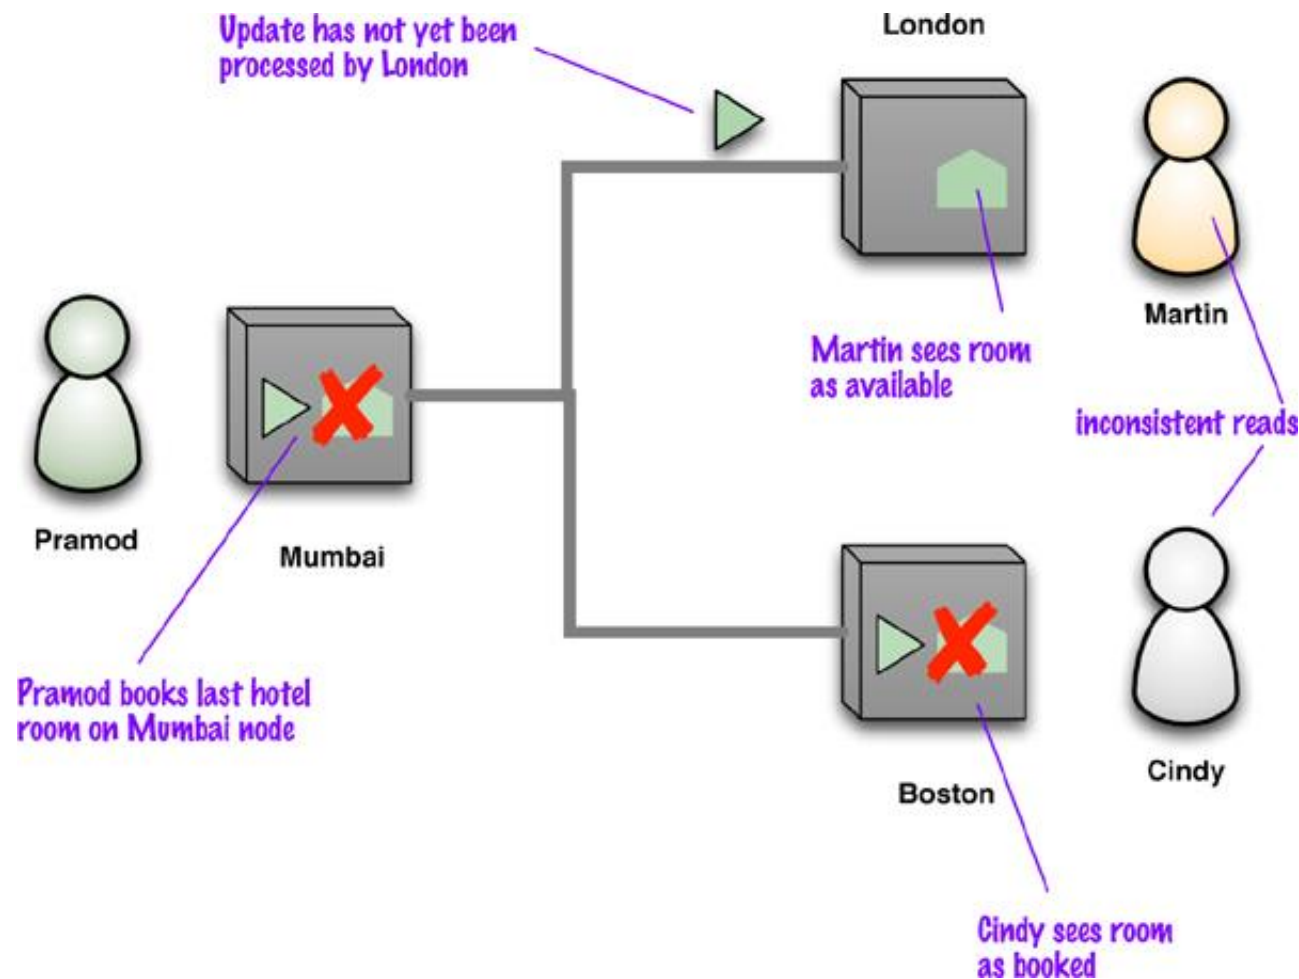 Update has not yet been
processed by London
London
Martin
Martin sees room
as available
inconsistent reads
Pramod
Mumbai
Pramod books last hotel
room on Mumbai node
Boston
Cindy
Cindy sees room
as booked